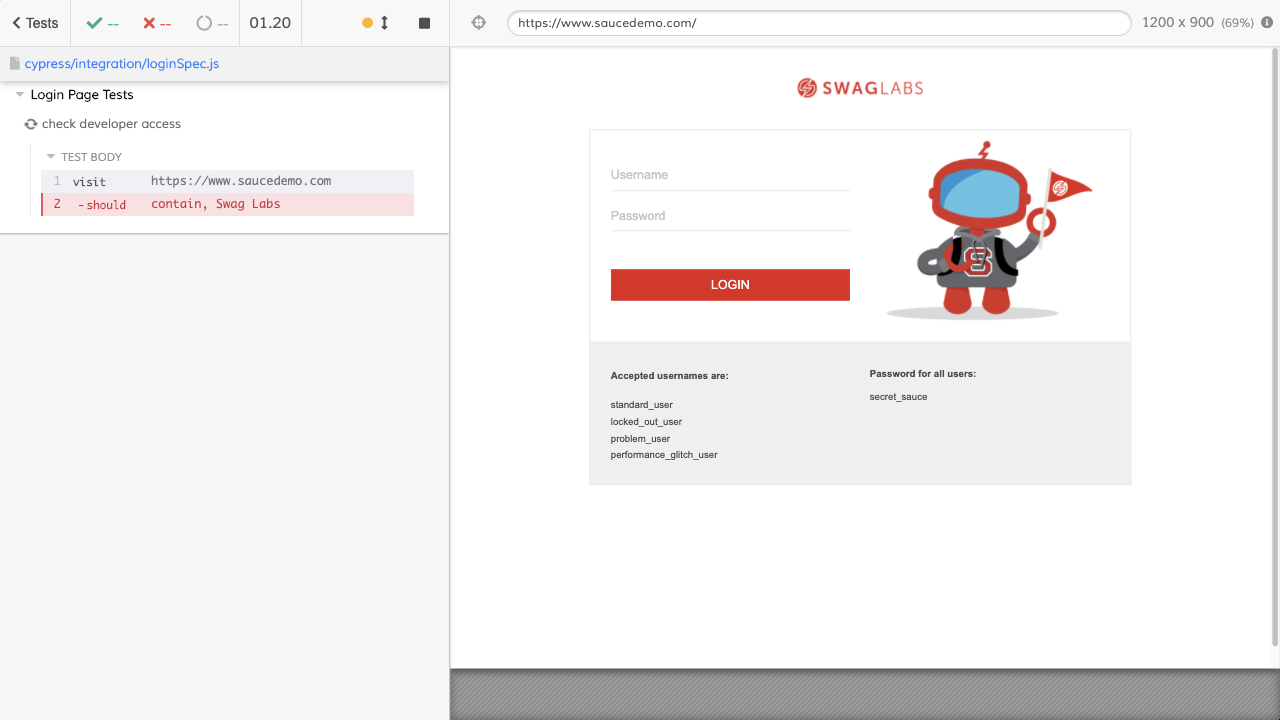 Tests -- -- -- 01.20
https://www.saucedemo.com/ 1200 x 900 (69%)
cypress/integration/loginSpec.js
Login Page Tests
check developer access
TEST BODY
1 visit https://www.saucedemo.com
2 - should contain, Swag Labs
SWAGLABS
Username
Password
LOGIN
S
Accepted usernames are:
standard_user
locked_out_user
problem_user
performance_glitch_user
Password for all users:
secret_sauce